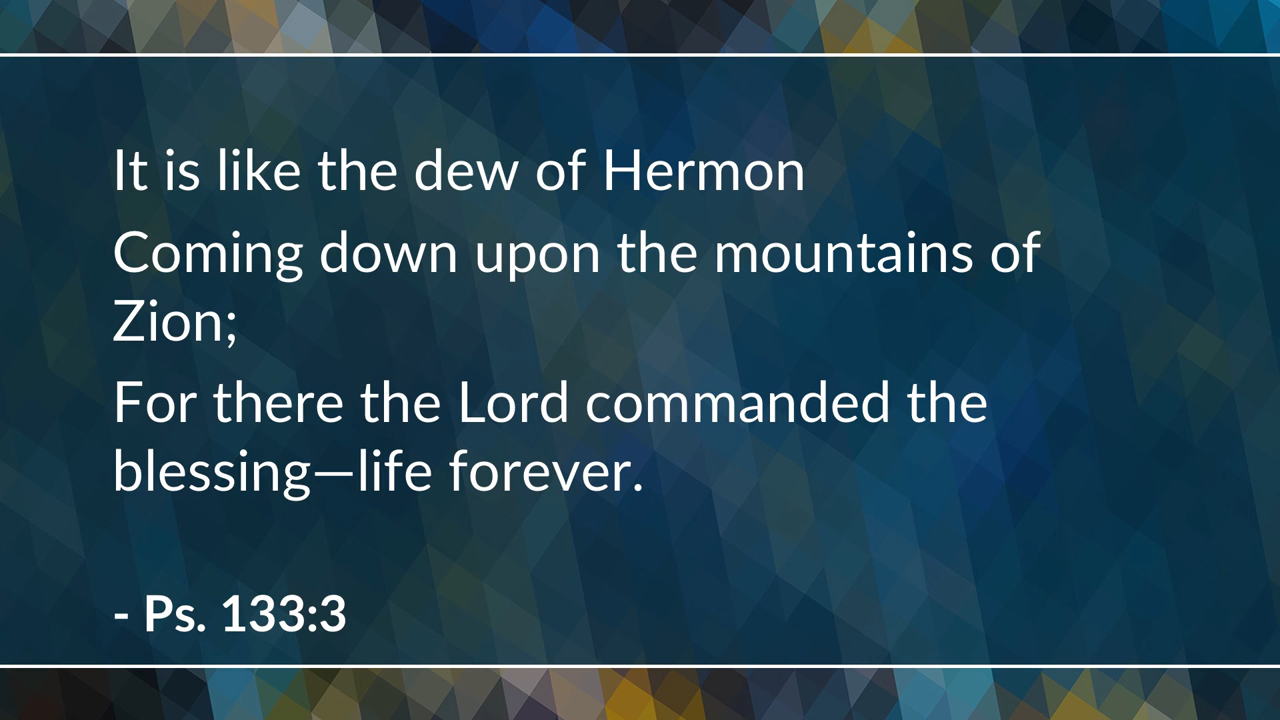 It is like the dew of Hermon
Coming down upon the mountains of
Zion;
For there the Lord commanded the
blessing—life forever.
- Ps. 133:3